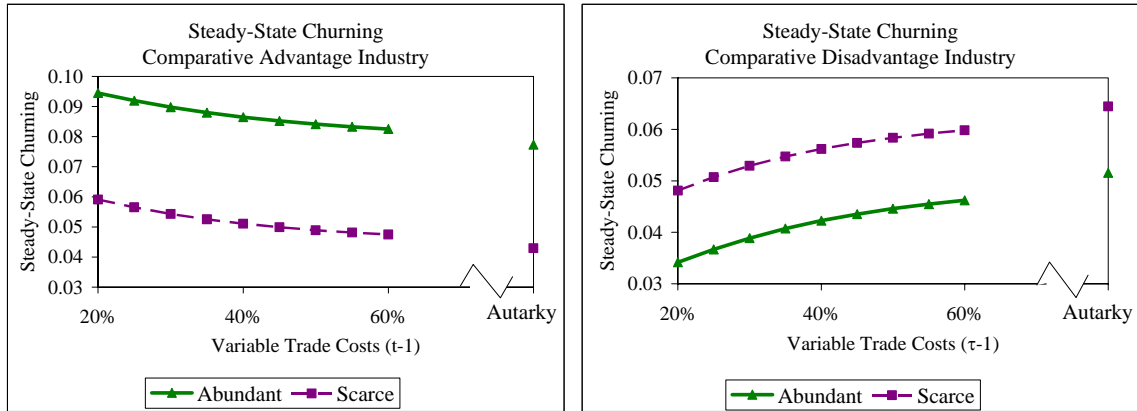 Steady-State Churning
Comparative Advantage Industry
Steady-State Churning
0.10
0.09
0.08
0.07
0.06
0.05
0.04
0.03
20%
40%
60%
Autarky
Variable Trade Costs (t-1)
Abundant
Scarce
Steady-State Churning
Comparative Disadvantage Industry
Steady-State Churning
0.07
0.06
0.05
0.04
0.03
20%
40%
60%
Autarky
Variable Trade Costs (τ-1)
Abundant
Scarce